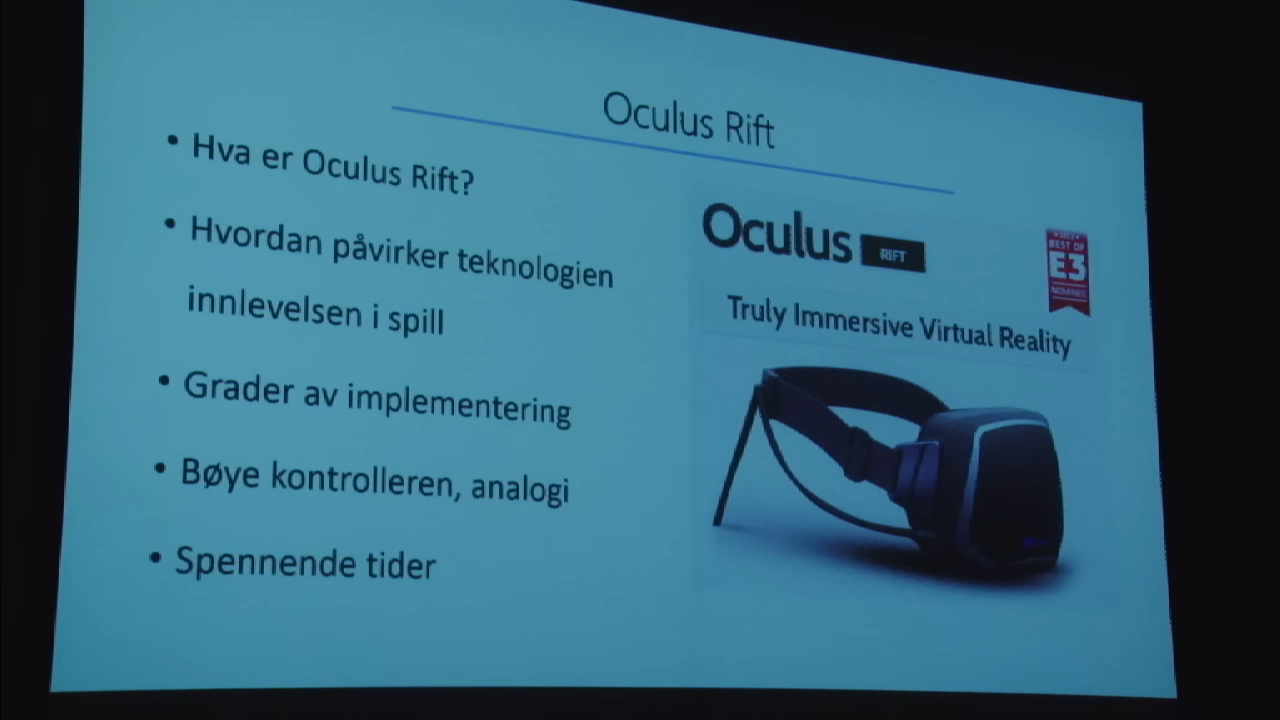 Oculus Rift
• Hva er Oculus Rift?
• Hvordan påvirker teknologien
innlevelsen i spill
• Grader av implementering
• Bøye kontrolleren, analogi
• Spennende tider
Oculus RIFT
BEST OF
E3
NOMINEE
Truly Immersive Virtual Reality